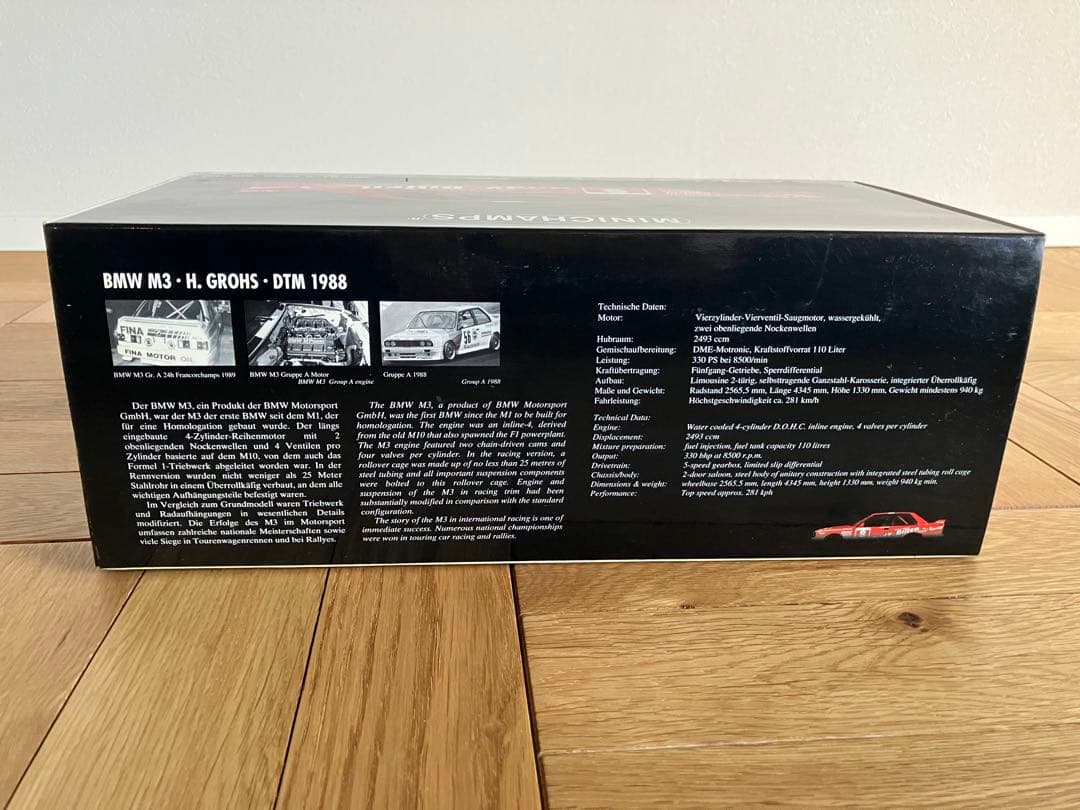 MINICHAMPS®
BMW M3 · H. GROHS · DTM 1988
FINA
FINA MOTOR OIL
56
BMW M3 Gr. A 24h Francorchamps 1989
BMW M3 Gruppe A Motor
BMW M3 Group A engine
Gruppe A 1988
Group A 1988
Der BMW M3, ein Produkt der BMW Motorsport
GmbH, war der M3 der erste BMW seit dem M1, der
für eine Homologation gebaut wurde. Der längs
eingebaute 4-Zylinder-Reihenmotor mit 2
obenliegenden Nockenwellen und 4 Ventilen pro
Zylinder basierte auf dem M10, von dem auch das
Formel 1-Triebwerk abgeleitet worden war. In der
Rennversion wurden nicht weniger als 25 Meter
Stahlrohr in einem Überrollkäfig verbaut, an dem alle
wichtigen Aufhängungsteile befestigt waren.
Im Vergleich zum Grundmodell waren Triebwerk
und Radaufhängungen in wesentlichen Details
modifiziert. Die Erfolge des M3 im Motorsport
umfassen zahlreiche nationale Meisterschaften sowie
viele Siege in Tourenwagenrennen und bei Rallyes.
The BMW M3, a product of BMW Motorsport
GmbH, was the first BMW since the M1 to be built for
homologation. The engine was an inline-4, derived
from the old M10 that also spawned the F1 powerplant.
The M3 engine featured two chain-driven cams and
four valves per cylinder. In the racing version, a
rollover cage was made up of no less than 25 metres of
steel tubing and all important suspension components
were bolted to this rollover cage. Engine and
suspension of the M3 in racing trim had been
substantially modified in comparison with the standard
configuration.
The story of the M3 in international racing is one of
immediate success. Numerous national championships
were won in touring car racing and rallies.
Technische Daten:
Motor: Vierzylinder-Vierventil-Saugmotor, wassergekühlt,
zwei obenliegende Nockenwellen
Hubraum: 2493 ccm
Gemischaufbereitung: DME-Motronic, Kraftstoffvorrat 110 Liter
Leistung: 330 PS bei 8500/min
Kraftübertragung: Fünfgang-Getriebe, Sperrdifferential
Aufbau: Limousine 2-türig, selbsttragende Ganzstahl-Karosserie, integrierter Überrollkäfig
Maße und Gewicht: Radstand 2565,5 mm, Länge 4345 mm, Höhe 1330 mm, Gewicht mindestens 940 kg
Fahrleistung: Höchstgeschwindigkeit ca. 281 km/h
Technical Data:
Engine: Water cooled 4-cylinder D.O.H.C. inline engine, 4 valves per cylinder
Displacement: 2493 ccm
Mixture preparation: fuel injection, fuel tank capacity 110 litres
Output: 330 bhp at 8500 r.p.m.
Drivetrain: 5-speed gearbox, limited slip differential
Chassis/body: 2-door saloon, steel body of unitary construction with integrated steel tubing roll cage
Dimensions & weight: wheelbase 2565.5 mm, length 4345 mm, height 1330 mm, weight 940 kg min.
Performance: Top speed approx. 281 kph